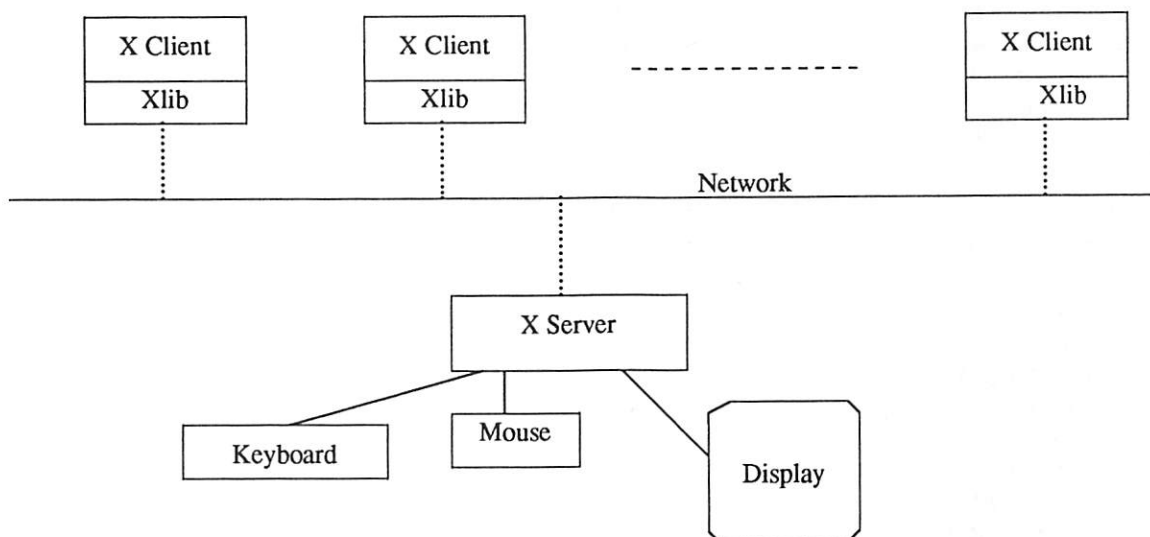 X Client
Xlib
X Client
Xlib
X Client
Xlib
Network
X Server
Keyboard
Mouse
Display